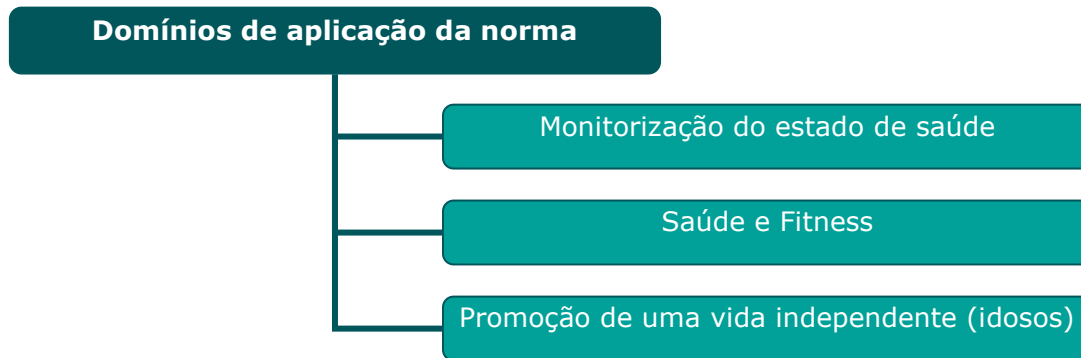 Domínios de aplicação da norma
Monitorização do estado de saúde
Saúde e Fitness
Promoção de uma vida independente (idosos)